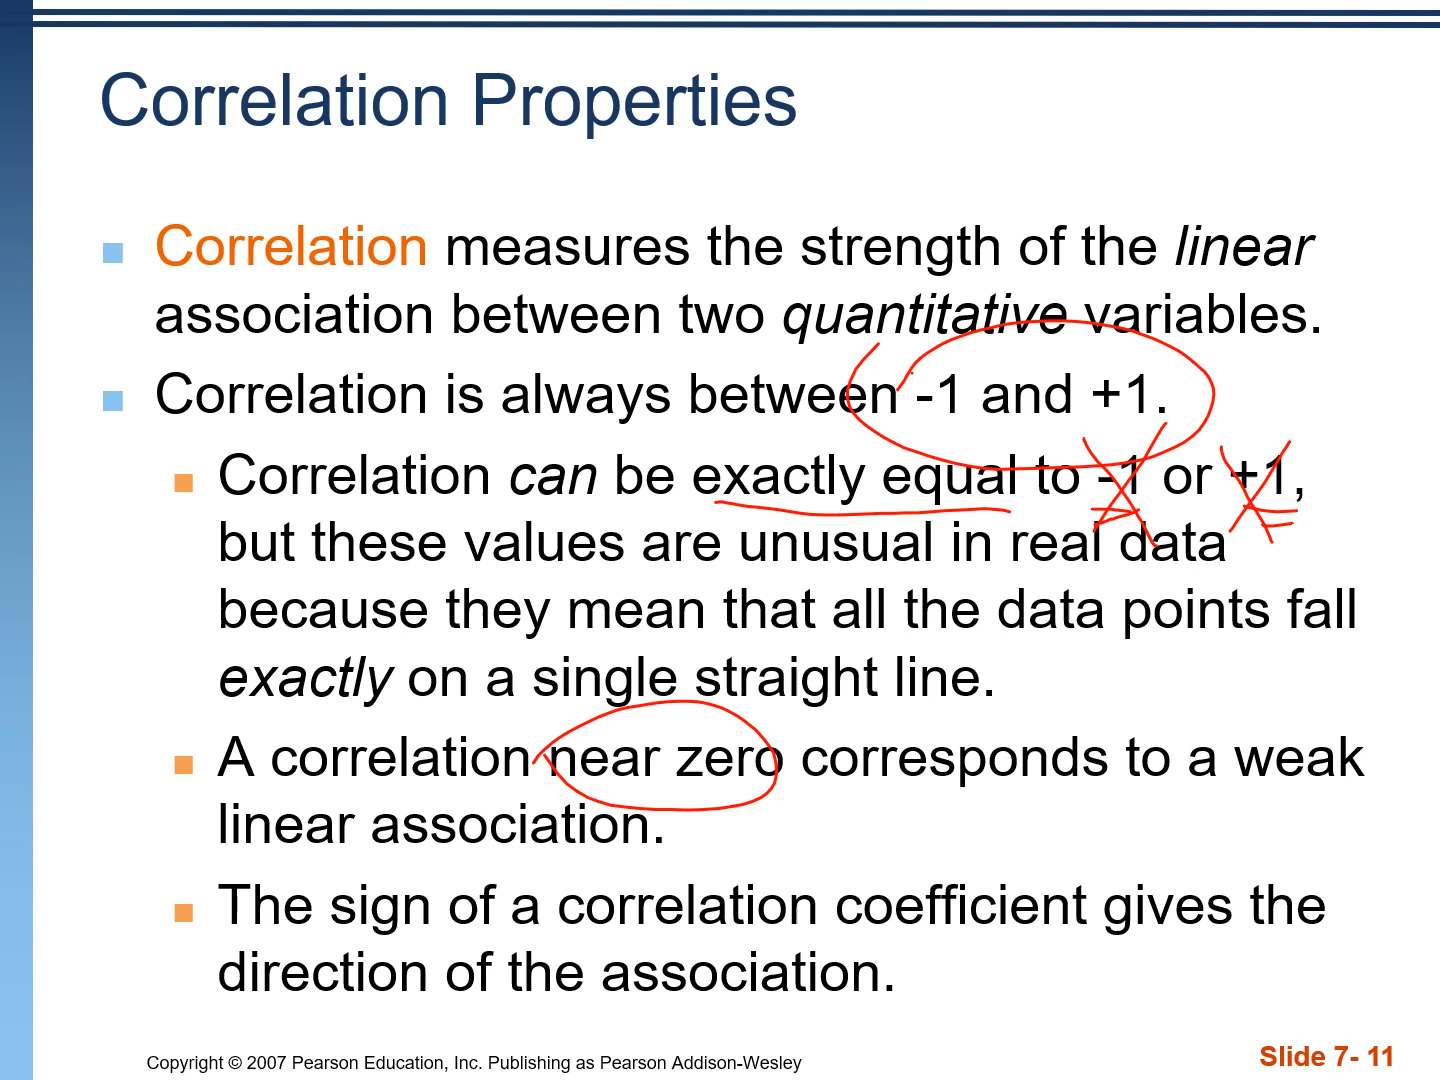 Correlation Properties
Correlation measures the strength of the linear
association between two quantitative variables.
Correlation is always between -1 and +1.
Correlation can be exactly equal to -1 or +1,
but these values are unusual in real data
because they mean that all the data points fall
exactly on a single straight line.
A correlation near zero corresponds to a weak
linear association.
The sign of a correlation coefficient gives the
direction of the association.
Copyright © 2007 Pearson Education, Inc. Publishing as Pearson Addison-Wesley
Slide 7- 11